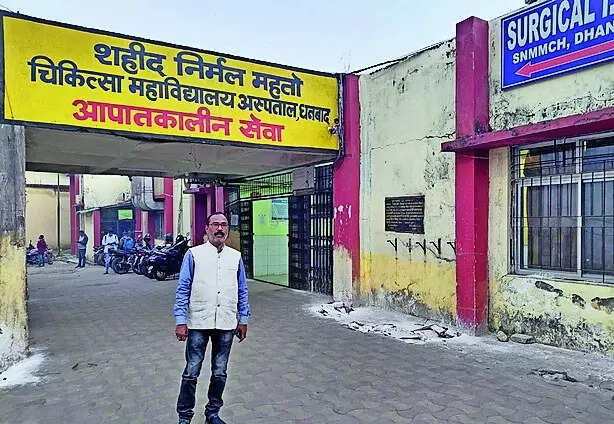 शहीद निर्मल महतो
चिकित्सा महाविद्यालय अस्पताल, धनबाद
आपातकालीन सेवा
SURGICAL I.
SNMMCH, DHAN